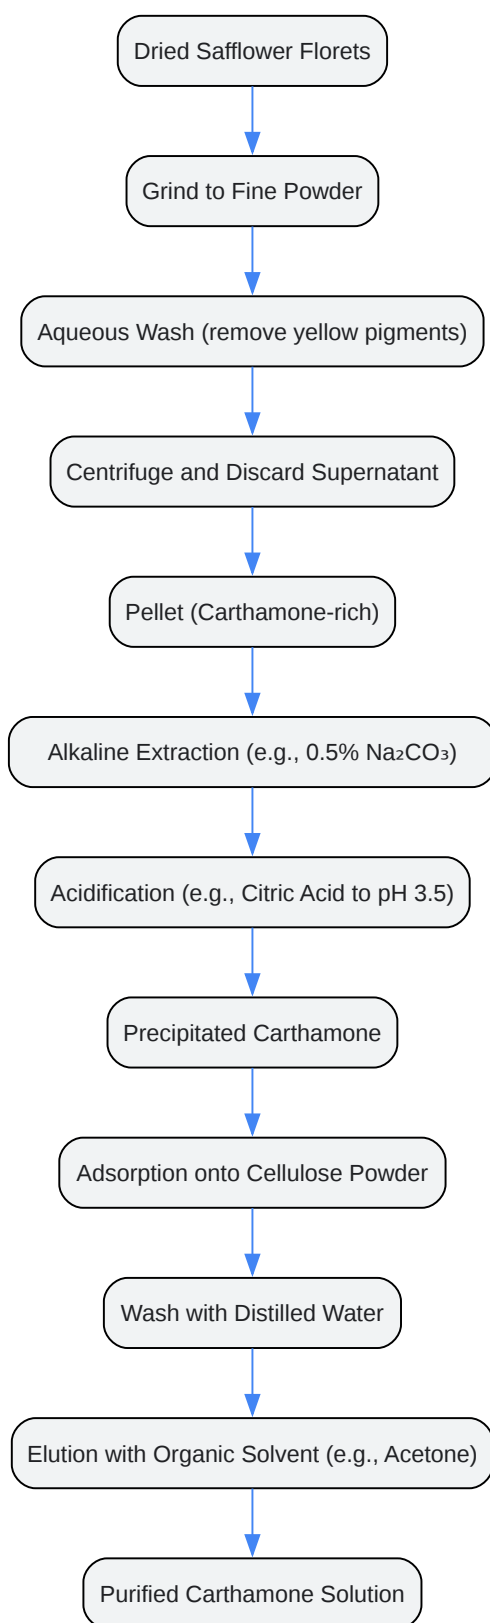 Dried Safflower Florets
Grind to Fine Powder
Aqueous Wash (remove yellow pigments)
Centrifuge and Discard Supernatant
Pellet (Carthamone-rich)
Alkaline Extraction (e.g., 0.5% Na₂CO₃)
Acidification (e.g., Citric Acid to pH 3.5)
Precipitated Carthamone
Adsorption onto Cellulose Powder
Wash with Distilled Water
Elution with Organic Solvent (e.g., Acetone)
Purified Carthamone Solution